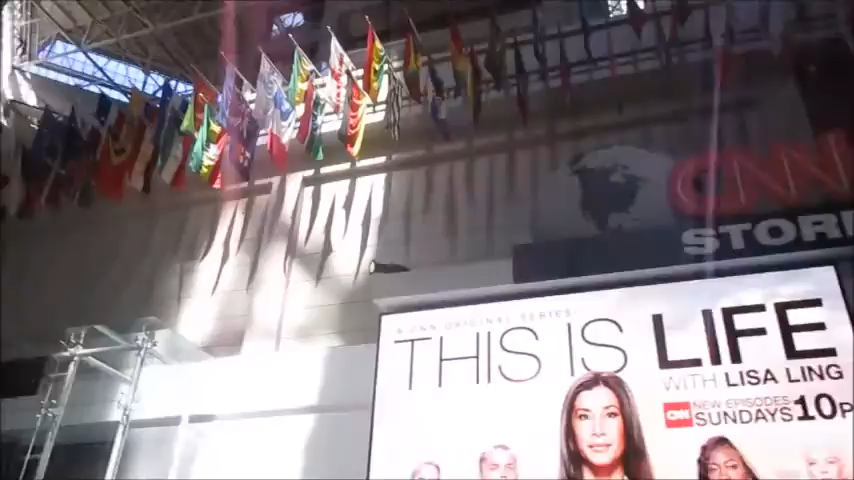 CNN
STORE
A CNN ORIGINAL SERIES
THIS IS LIFE
WITH LISA LING
CNN NEW EPISODES
SUNDAYS 10P